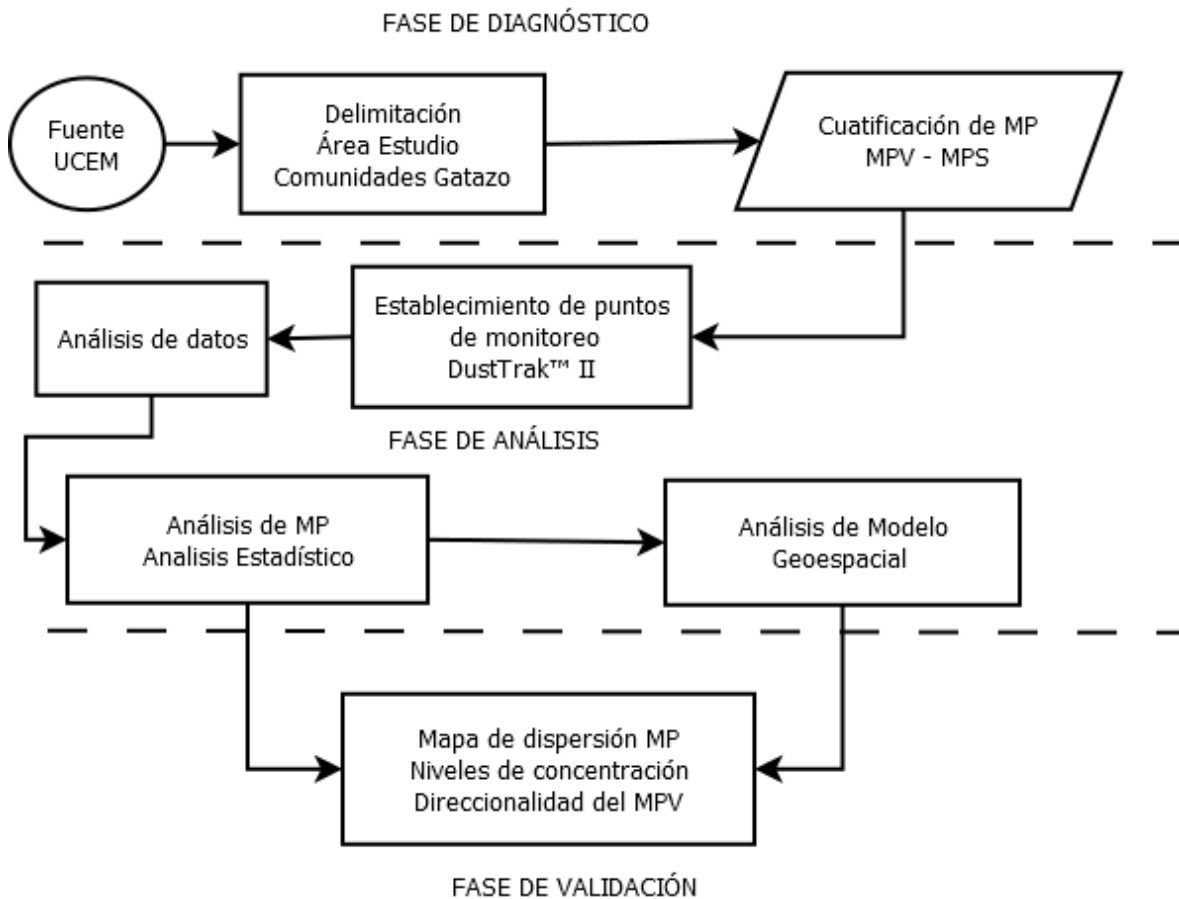 FASE DE DIAGNÓSTICO
Fuente
UCEM
Delimitación
Área Estudio
Comunidades Gatazo
Cuatificación de MP
MPV - MPS
Establecimiento de puntos
de monitoreo
DustTrak™ II
Análisis de datos
FASE DE ANÁLISIS
Análisis de MP
Analisis Estadístico
Análisis de Modelo
Geoespacial
Mapa de dispersión MP
Niveles de concentración
Direccionalidad del MPV
FASE DE VALIDACIÓN